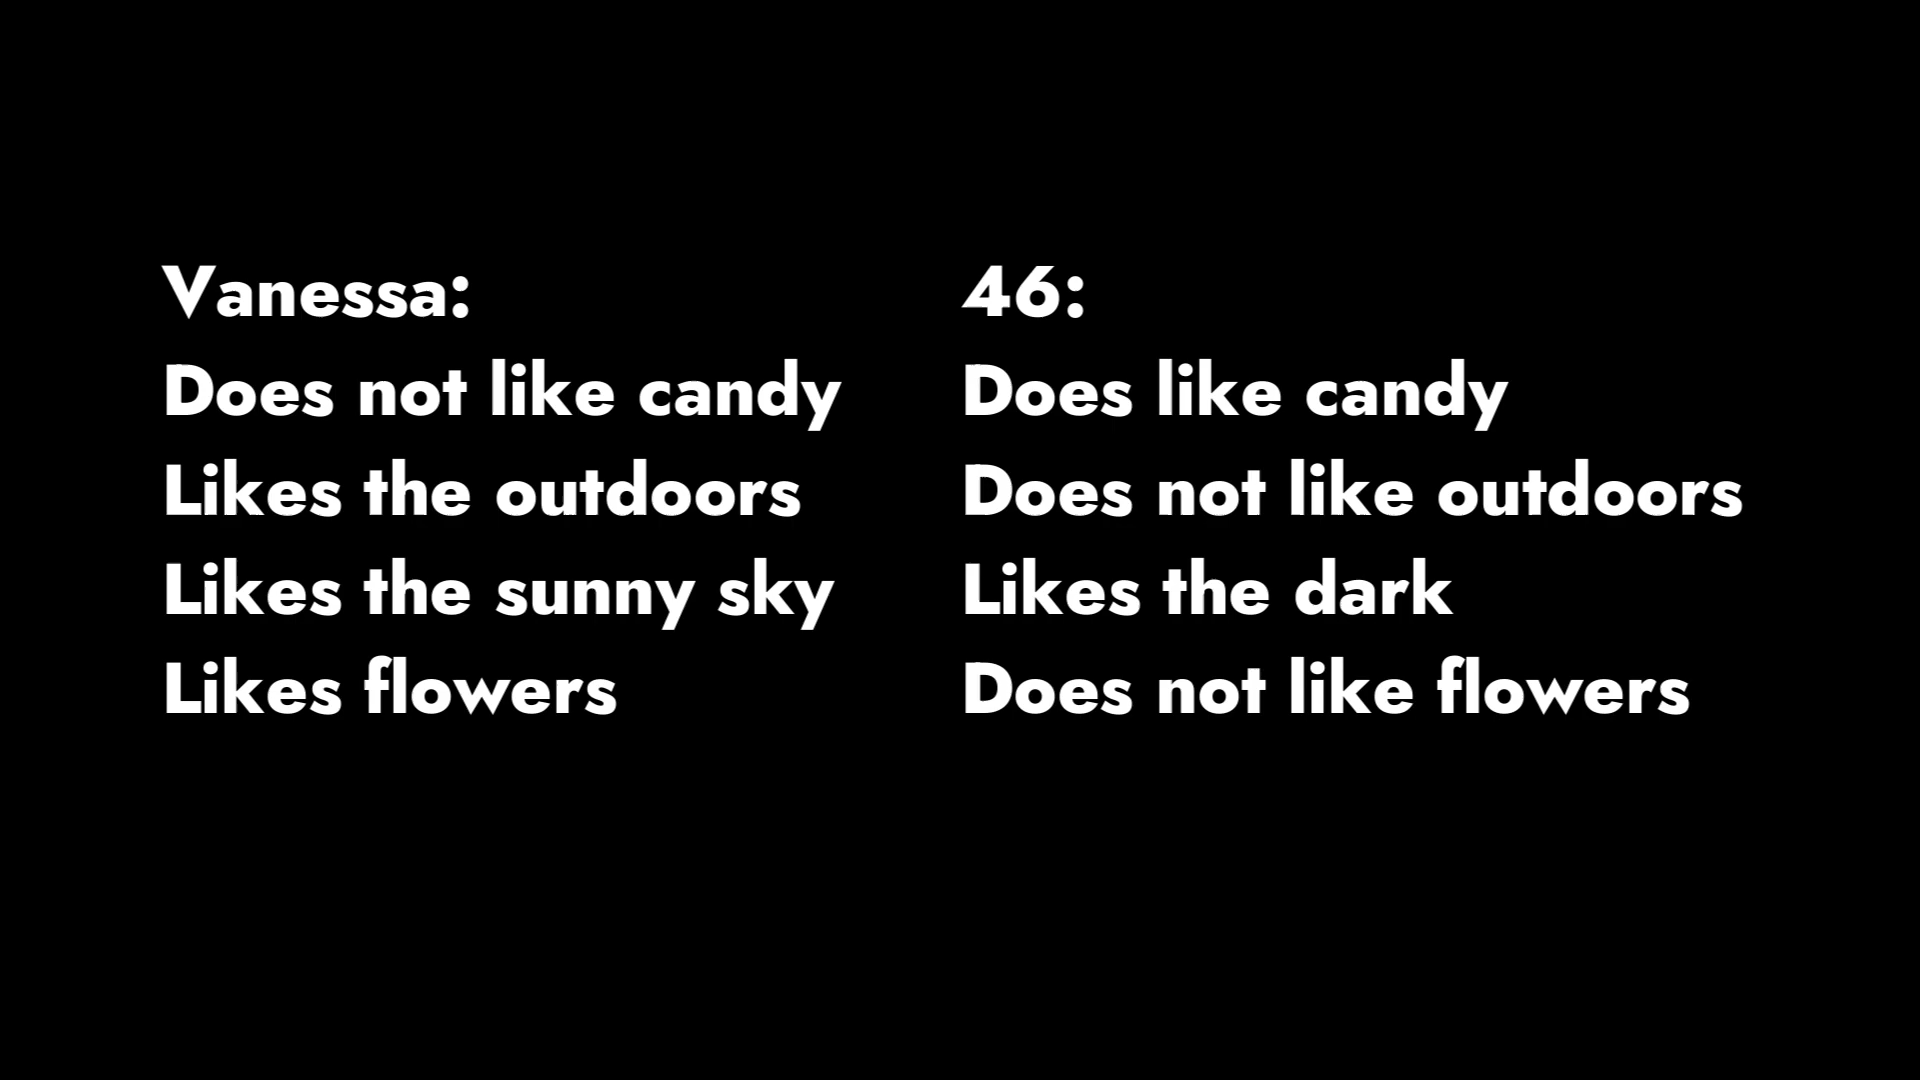 Vanessa:
Does not like candy
Likes the outdoors
Likes the sunny sky
Likes flowers
46:
Does like candy
Does not like outdoors
Likes the dark
Does not like flowers